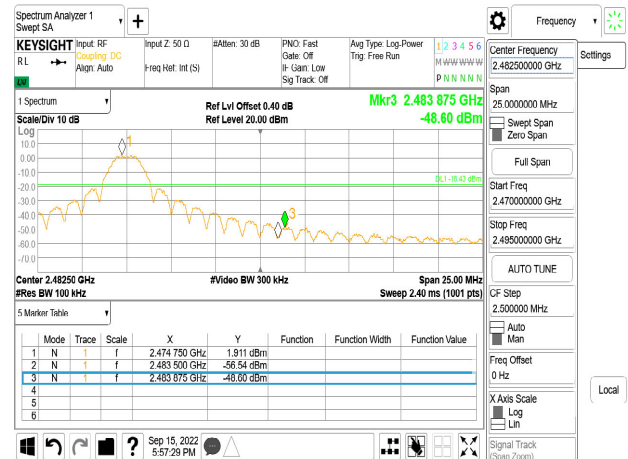 Spectrum Analyzer 1
Swept SA
Frequency
KEYSIGHT
Input: RF
Input Z: 50 Ω
#Atten: 30 dB
PNO: Fast
Avg Type: Log-Power
1 2 3 4 5 6
RL
Coupling: DC
Gate: Off
Trig: Free Run
M W W W W W
Align: Auto
Freq Ref: Int (S)
IF Gain: Low
Sig Track: Off
P N N N N N
Center Frequency
2.482500000 GHz
Settings
Span
25.0000000 MHz
Swept Span
Zero Span
Full Span
Start Freq
2.470000000 GHz
Stop Freq
2.495000000 GHz
AUTO TUNE
CF Step
2.500000 MHz
Auto
Man
Freq Offset
0 Hz
X Axis Scale
Log
Lin
Signal Track
(Span Zoom)
Local
1 Spectrum
Ref Lvl Offset 0.40 dB
Mkr3 2.483 875 GHz
Scale/Div 10 dB
Ref Level 20.00 dBm
-48.60 dBm
Log
10.0
0.00
-10.0
-20.0
-30.0
-40.0
-50.0
-60.0
-70.0
1
3
DL1 -18.43 dBm
Center 2.48250 GHz
#Video BW 300 kHz
Span 25.00 MHz
#Res BW 100 kHz
Sweep 2.40 ms (1001 pts)
5 Marker Table
Mode Trace Scale X Y Function Function Width Function Value
1 N 1 f 2.474 750 GHz 1.911 dBm
2 N 1 f 2.483 500 GHz -56.54 dBm
3 N 1 f 2.483 875 GHz -48.60 dBm
4
5
6
?
Sep 15, 2022
5:57:29 PM